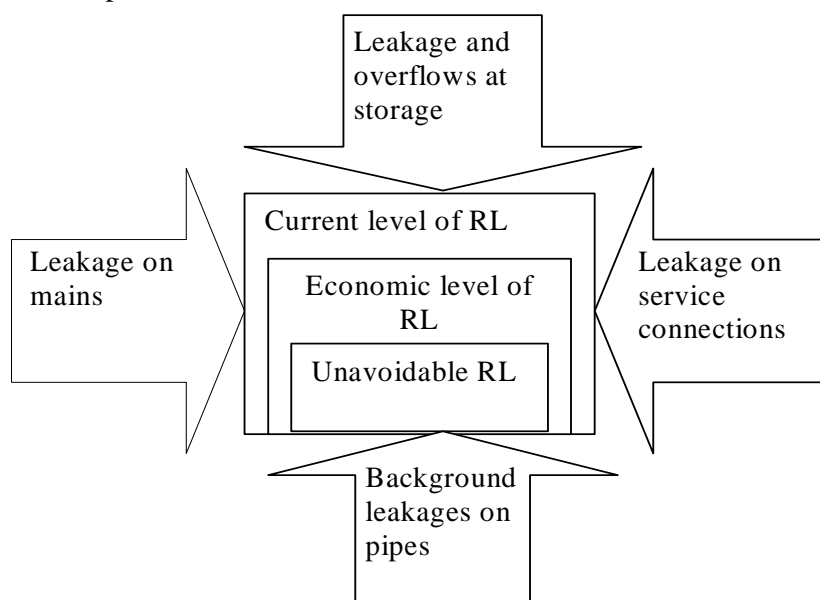 Leakage and
overflows at
storage
Current level of RL
Leakage on
mains
Economic level of
RL
Leakage on
service
connections
Unavoidable RL
Background
leakages on
pipes